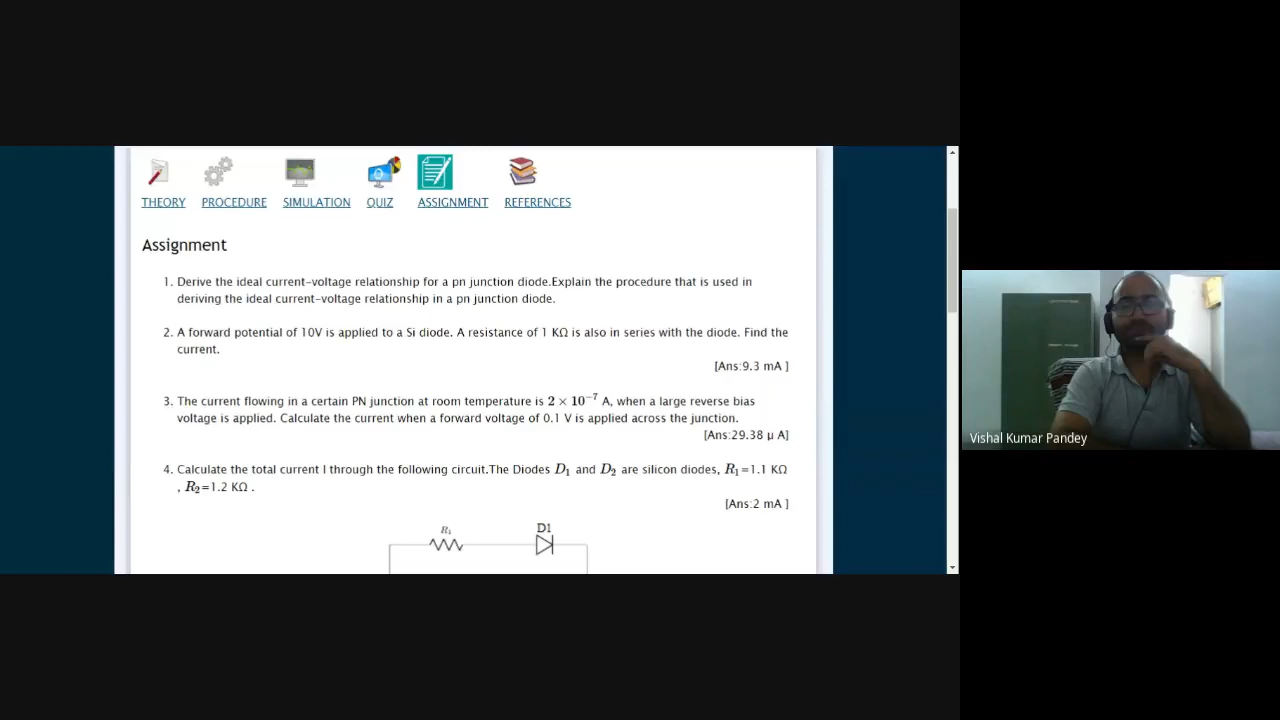 THEORY PROCEDURE SIMULATION QUIZ ASSIGNMENT REFERENCES
Assignment
1. Derive the ideal current-voltage relationship for a pn junction diode.Explain the procedure that is used in
deriving the ideal current-voltage relationship in a pn junction diode.
2. A forward potential of 10V is applied to a Si diode. A resistance of 1 KΩ is also in series with the diode. Find the
current.
[Ans:9.3 mA ]
3. The current flowing in a certain PN junction at room temperature is 2 × 10⁻⁷ A, when a large reverse bias
voltage is applied. Calculate the current when a forward voltage of 0.1 V is applied across the junction.
[Ans:29.38 μ A]
4. Calculate the total current I through the following circuit.The Diodes D₁ and D₂ are silicon diodes, R₁=1.1 KΩ
, R₂=1.2 KΩ .
[Ans:2 mA ]
R₁ D1
Vishal Kumar Pandey